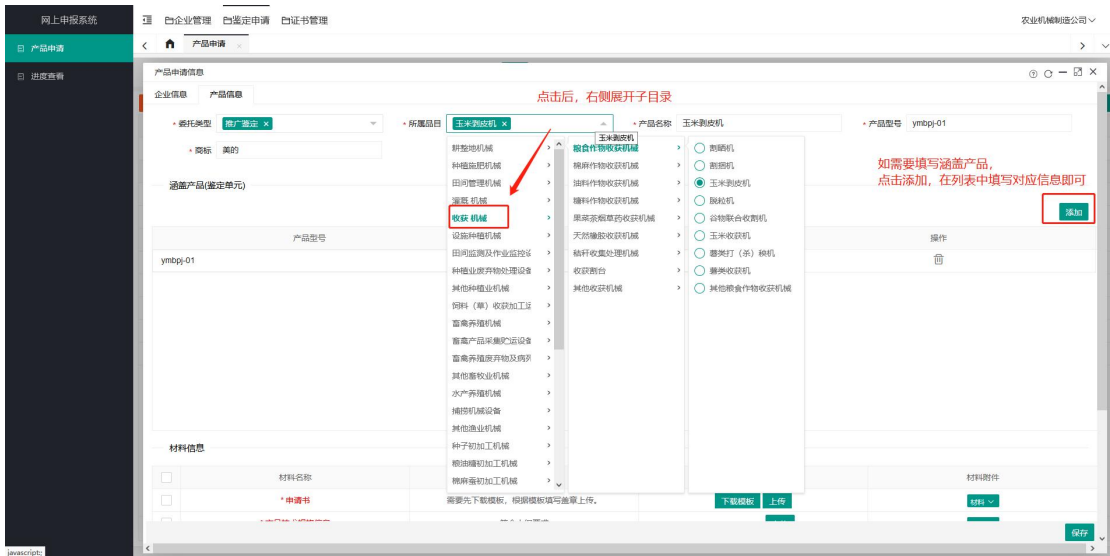 网上申报系统 企业管理 鉴定申请 证书管理 农业机械制造公司
产品申请 产品申请
进度查看 产品申请信息
企业信息 产品信息
点击后，右侧展开子目录
* 委托类型 推广鉴定 × * 所属品目 玉米剥皮机 × * 产品名称 玉米剥皮机 * 产品型号 ymbpj-01
玉米剥皮机
* 商标 美的
如需要填写涵盖产品，
点击添加，在列表中填写对应信息即可
涵盖产品(鉴定单元)
添加
产品型号 操作
ymbpj-01
耕整地机械
种植施肥机械
田间管理机械
灌溉 机械
收获 机械
设施种植机械
田间监测及作业监控设
种植业废弃物处理设备
其他种植业机械
饲料（草）收获加工运
畜禽养殖机械
畜禽产品采集贮运设备
畜禽养殖废弃物及病死
其他畜牧业机械
水产养殖机械
捕捞机械设备
其他渔业机械
种子初加工机械
粮油糖初加工机械
棉麻蚕初加工机械
粮食作物收获机械
棉麻作物收获机械
油料作物收获机械
糖料作物收获机械
果菜茶烟草药收获机械
天然橡胶收获机械
秸秆收集处理机械
收获割台
其他收获机械
割晒机
割捆机
玉米剥皮机
脱粒机
谷物联合收割机
玉米收获机
薯类打（杀）秧机
薯类收获机
其他粮食作物收获机械
材料信息
材料名称 材料附件
* 申请书 需要先下载模板，根据模板填写盖章上传。 下载模板 上传 材料
保存
javascript:;